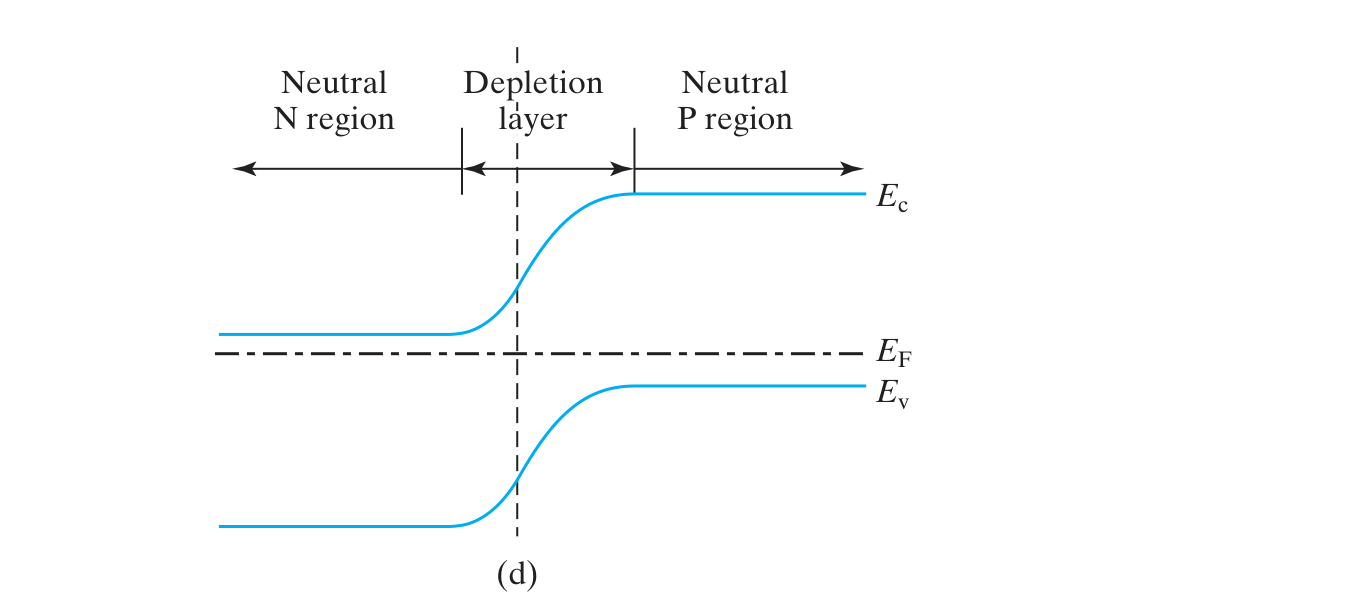 Neutral
N region
Depletion
layer
Neutral
P region
Ec
EF
Ev
(d)